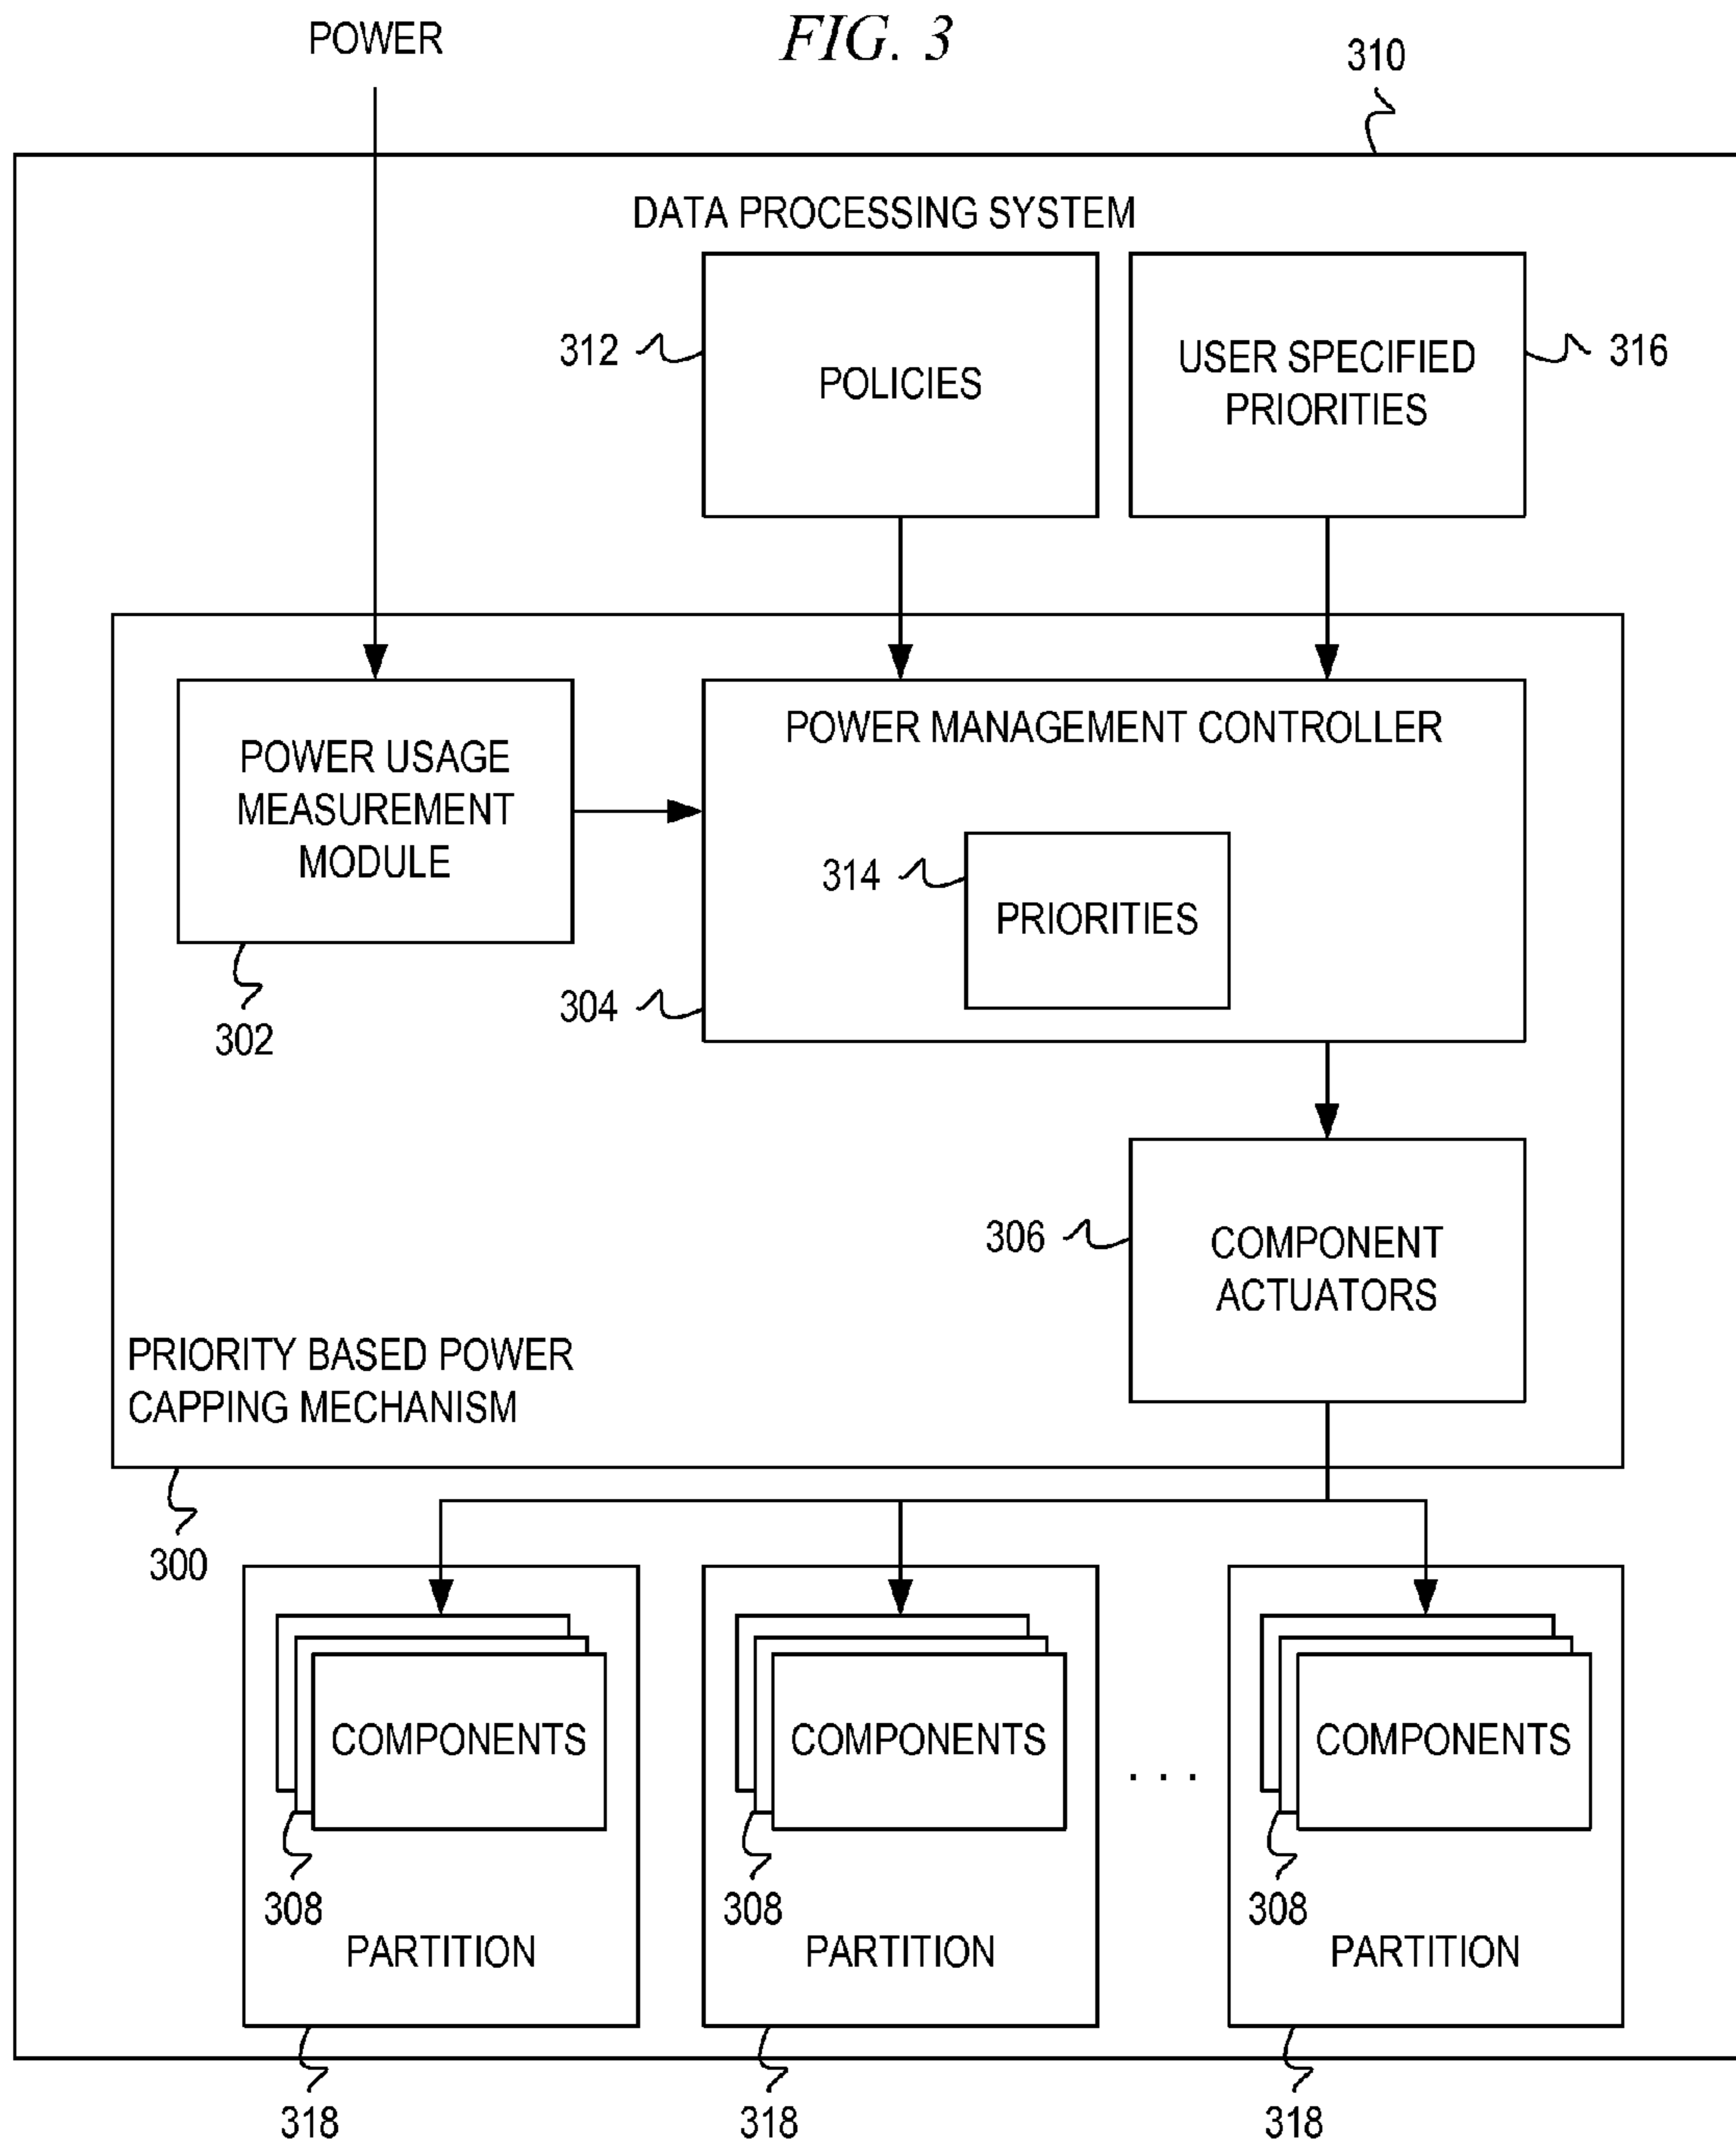 FIG. 3
POWER
310
DATA PROCESSING SYSTEM
312
POLICIES
USER SPECIFIED
PRIORITIES
316
POWER USAGE
MEASUREMENT
MODULE
302
POWER MANAGEMENT CONTROLLER
314
PRIORITIES
304
306
COMPONENT
ACTUATORS
PRIORITY BASED POWER
CAPPING MECHANISM
300
COMPONENTS
308
PARTITION
318
COMPONENTS
308
PARTITION
318
. . .
COMPONENTS
308
PARTITION
318